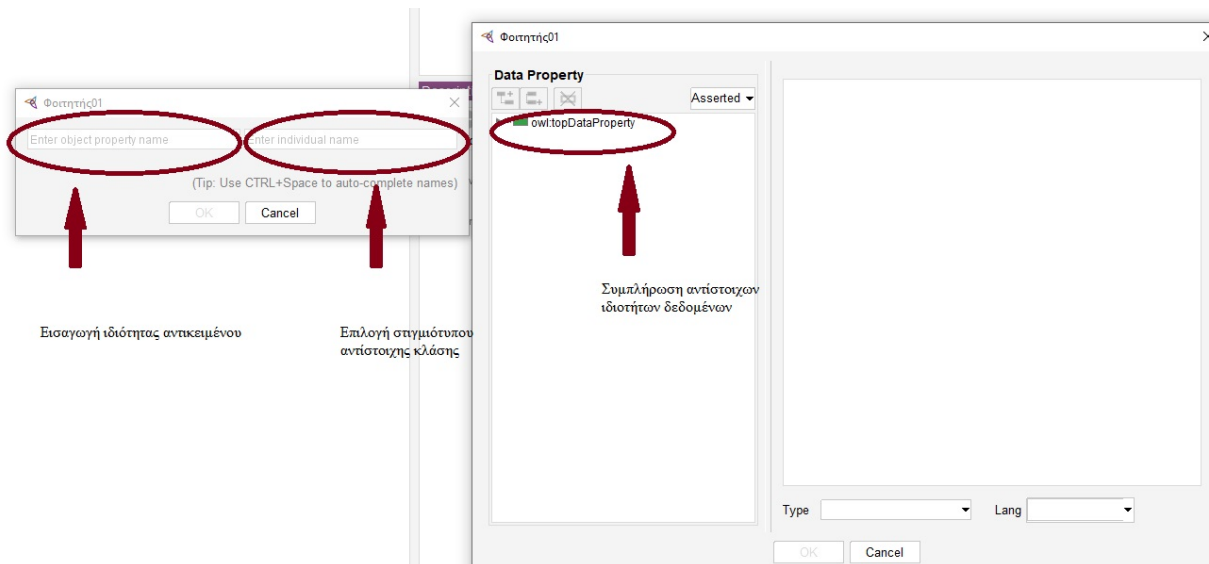 Φοιτητής01
Enter object property name
Enter individual name
(Tip: Use CTRL+Space to auto-complete names)
OK
Cancel
Εισαγωγή ιδιότητας αντικειμένου
Επιλογή στιγμιότυπου
αντίστοιχης κλάσης
Φοιτητής01
Data Property
Asserted
owl:topDataProperty
Συμπλήρωση αντίστοιχων
ιδιοτήτων δεδομένων
Type
Lang
OK
Cancel